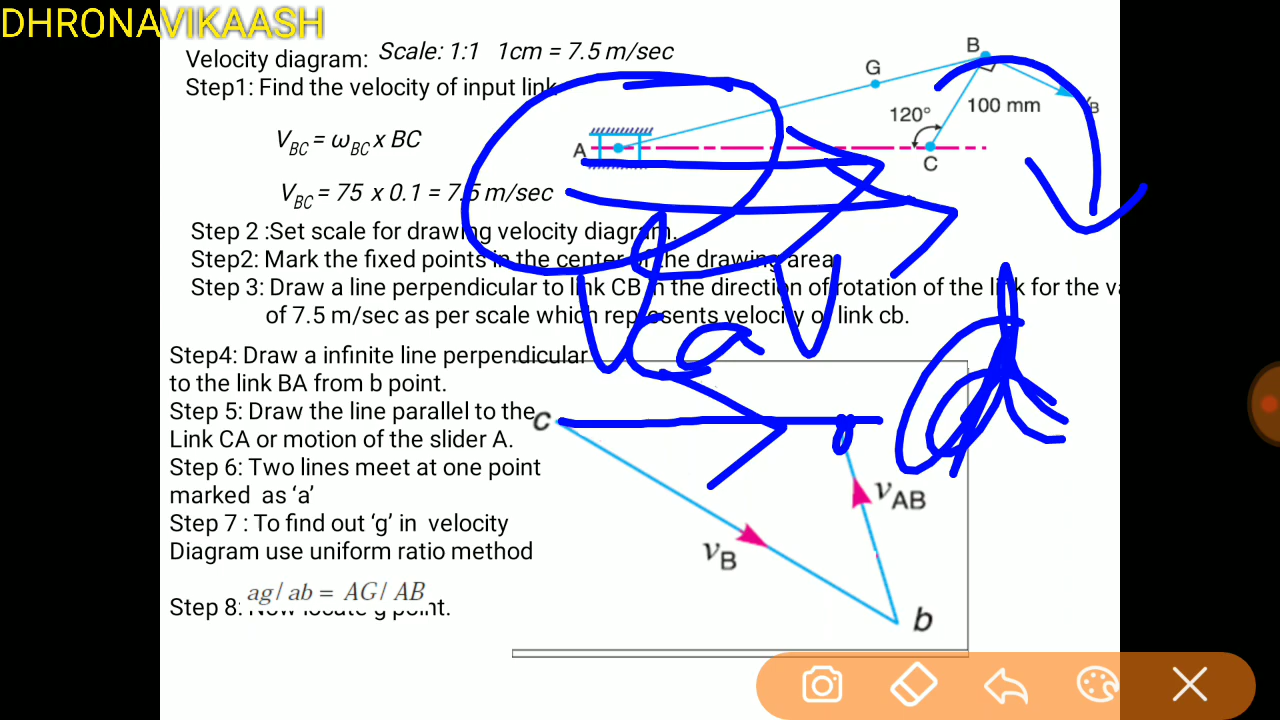 DHRONAVIKAASH
Velocity diagram: Scale: 1:1 1cm = 7.5 m/sec
Step1: Find the velocity of input link
V_BC = ω_BC x BC
V_BC = 75 x 0.1 = 7.5 m/sec
B
G
V_B
120°
100 mm
A
C
Step 2 :Set scale for drawing velocity diagram.
Step2: Mark the fixed points in the center of the drawing area
Step 3: Draw a line perpendicular to link CB in the direction of rotation of the link for the
of 7.5 m/sec as per scale which represents velocity of link cb.
Step4: Draw a infinite line perpendicular
to the link BA from b point.
Step 5: Draw the line parallel to the
Link CA or motion of the slider A.
Step 6: Two lines meet at one point
marked as ‘a’
Step 7 : To find out ‘g’ in velocity
Diagram use uniform ratio method
ag/ ab = AG/ AB
Step 8: Now locate g point.
c
v_AB
v_B
b